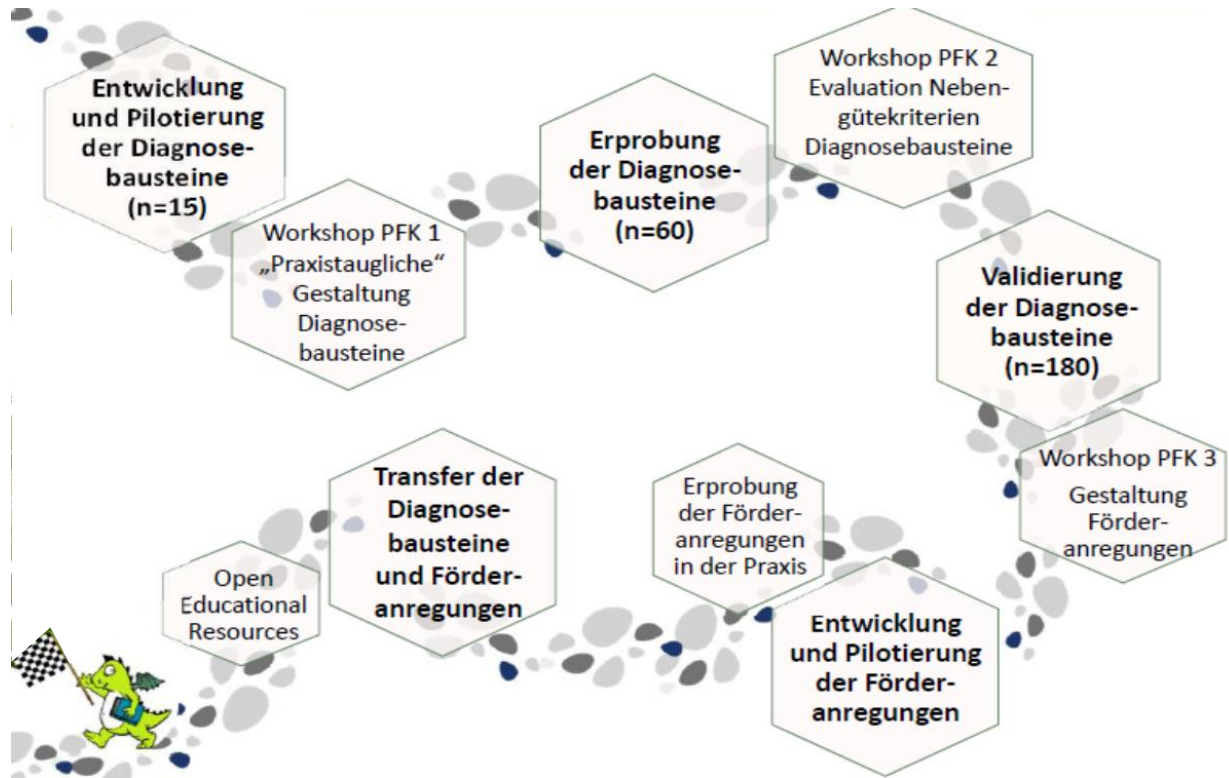 Entwicklung
und Pilotierung
der Diagnose-
bausteine
(n=15)
Workshop PFK 1
„Praxistaugliche“
Gestaltung
Diagnose-
bausteine
Erprobung
der Diagnose-
bausteine
(n=60)
Workshop PFK 2
Evaluation Neben-
gütekriterien
Diagnosebausteine
Validierung
der Diagnose-
bausteine
(n=180)
Workshop PFK 3
Gestaltung
Förder-
anregungen
Entwicklung
und Pilotierung
der Förder-
anregungen
Erprobung
der Förder-
anregungen
in der Praxis
Transfer der
Diagnose-
bausteine
und Förder-
anregungen
Open
Educational
Resources